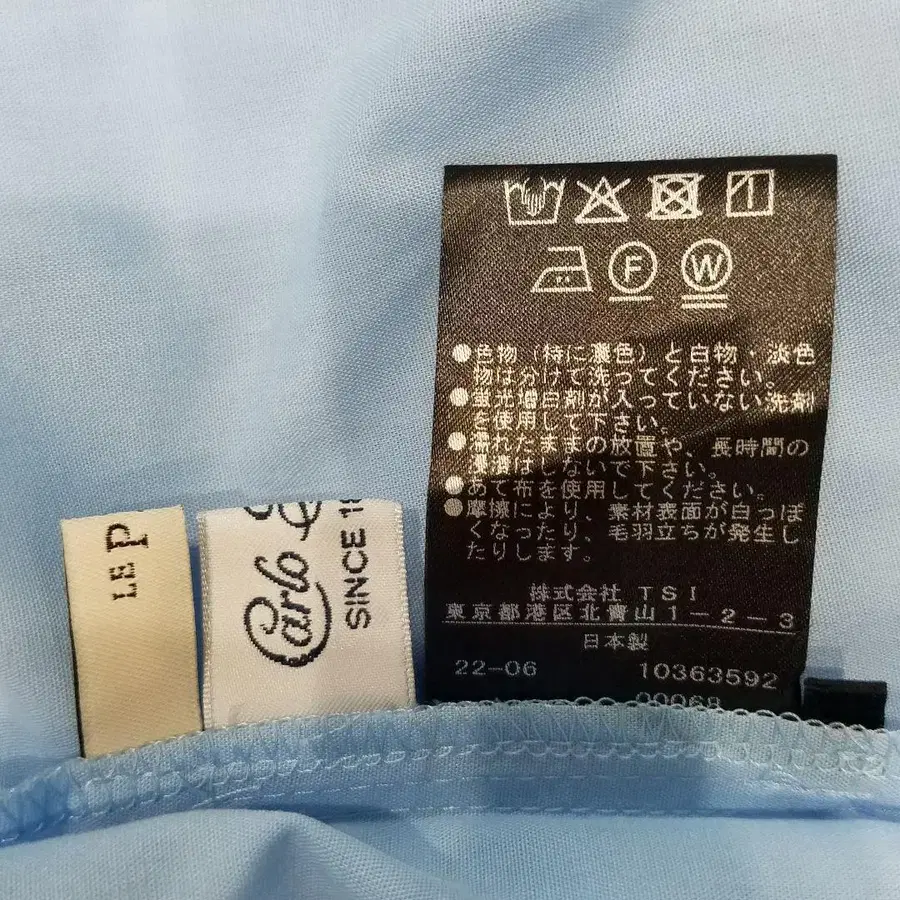 LE P
Carlo
SINCE 18
F
W
●色物(特に濃色)と白物・淡色
物は分けて洗ってください。
●蛍光増白剤が入っていない洗剤
を使用して下さい。
●濡れたままの放置や、長時間の
浸漬はしないで下さい。
●あて布を使用してください。
●摩擦により、素材表面が白っぽ
くなったり、毛羽立ちが発生し
たりします。
株式会社 TSI
東京都港区北青山1-2-3
日本製
22-06 10363592
00068